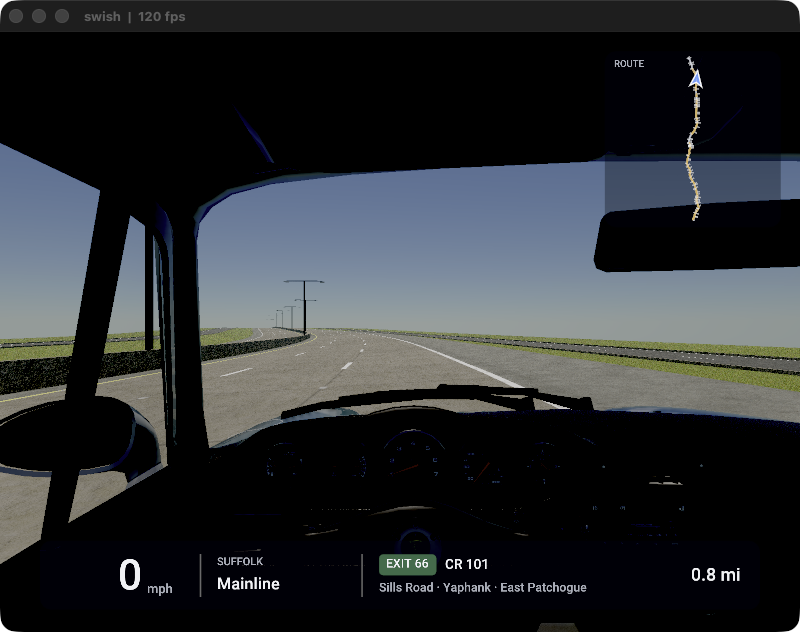 swish | 120 fps
ROUTE
0 mph
SUFFOLK
Mainline
EXIT 66 CR 101
Sills Road · Yaphank · East Patchogue
0.8 mi